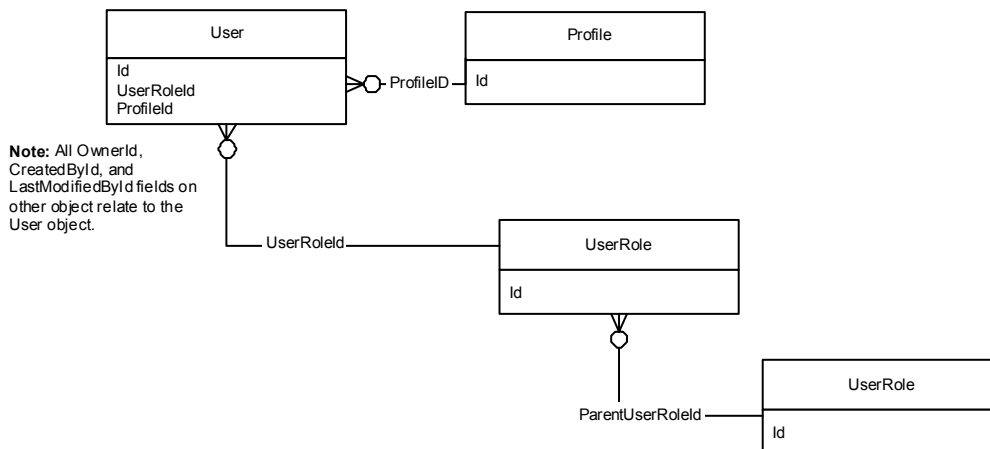 User
Id
UserRoleId
ProfileId
ProfileID
Profile
Id
Note: All OwnerId,
CreatedById, and
LastModifiedById fields on
other object relate to the
User object.
UserRoleId
UserRole
Id
ParentUserRoleId
UserRole
Id